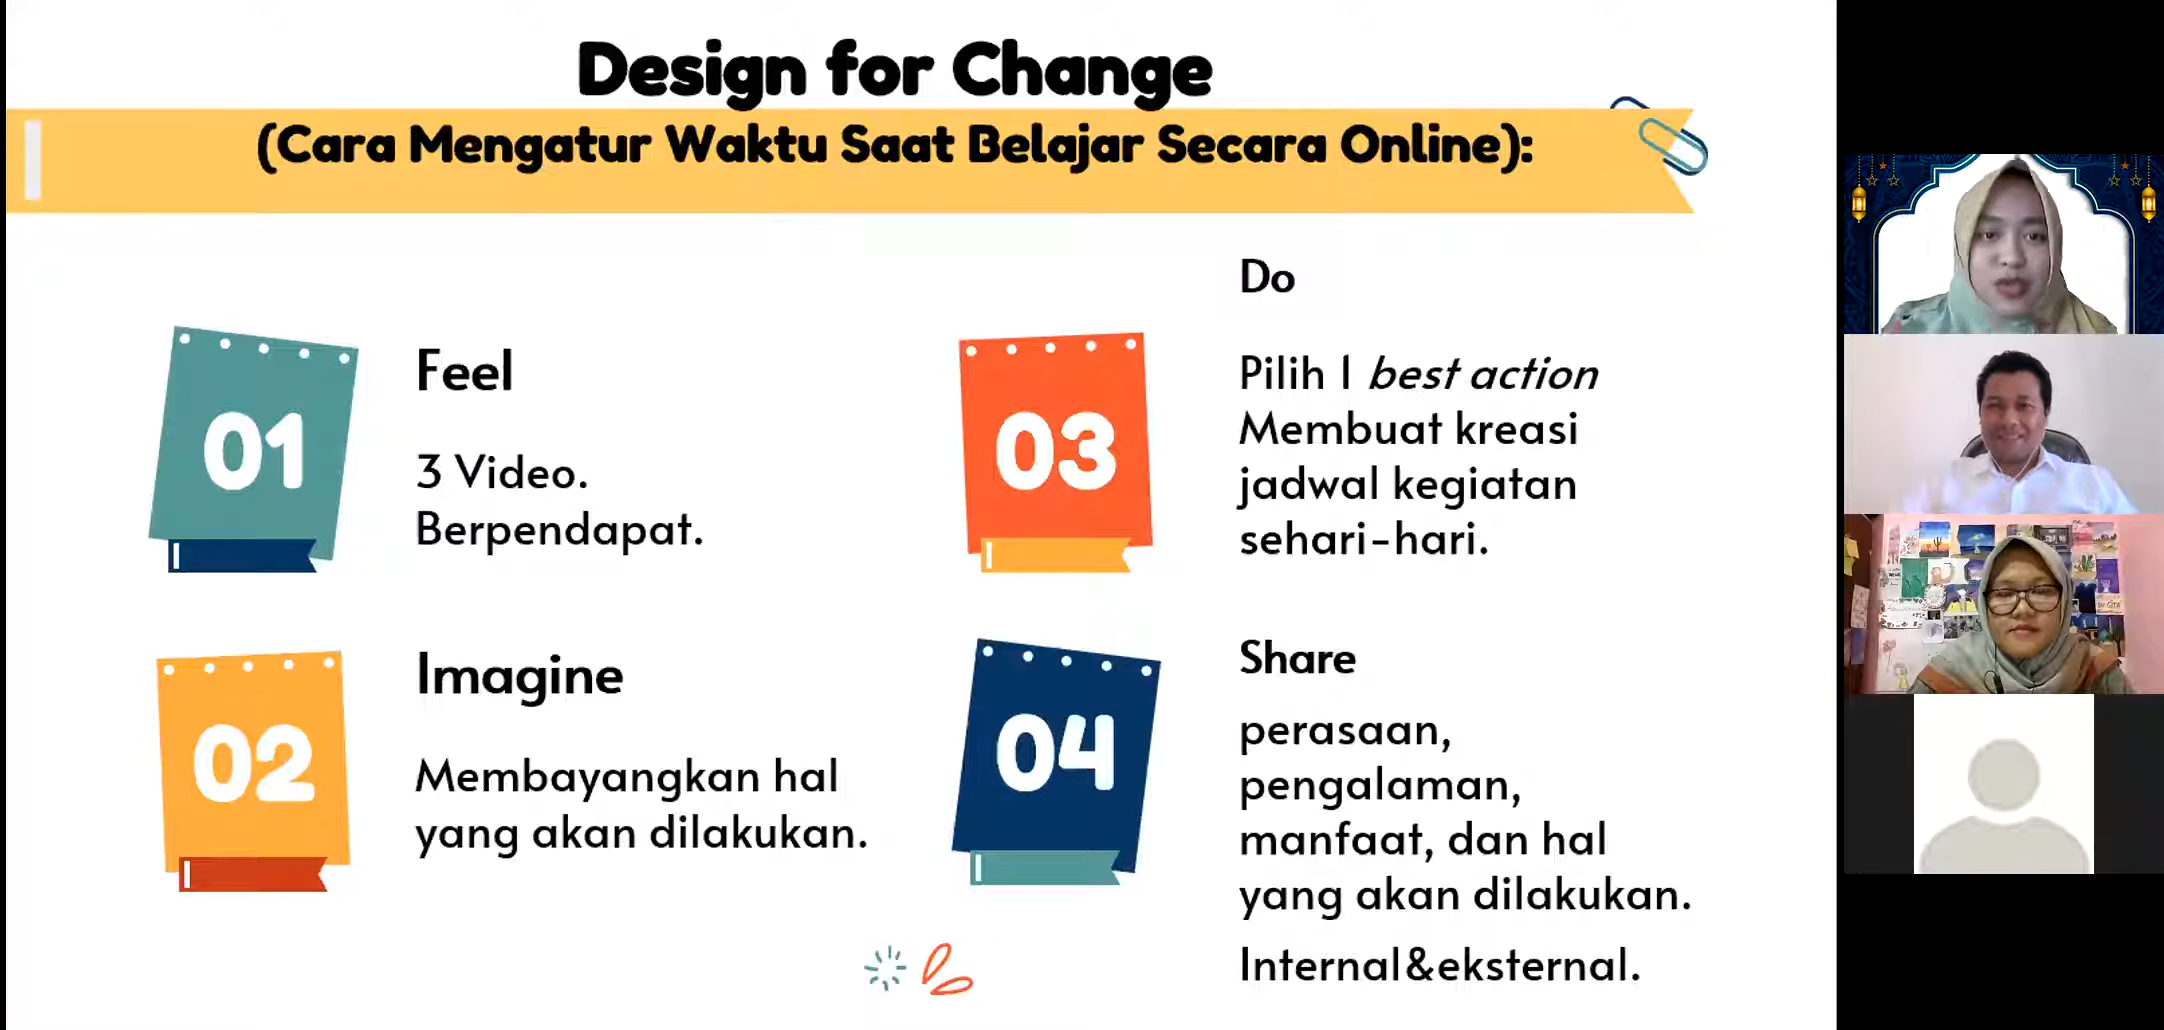 Design for Change
(Cara Mengatur Waktu Saat Belajar Secara Online):
01
Feel
3 Video.
Berpendapat.
02
Imagine
Membayangkan hal
yang akan dilakukan.
03
Do
Pilih 1 best action
Membuat kreasi
jadwal kegiatan
sehari-hari.
04
Share
perasaan,
pengalaman,
manfaat, dan hal
yang akan dilakukan.
Internal&eksternal.